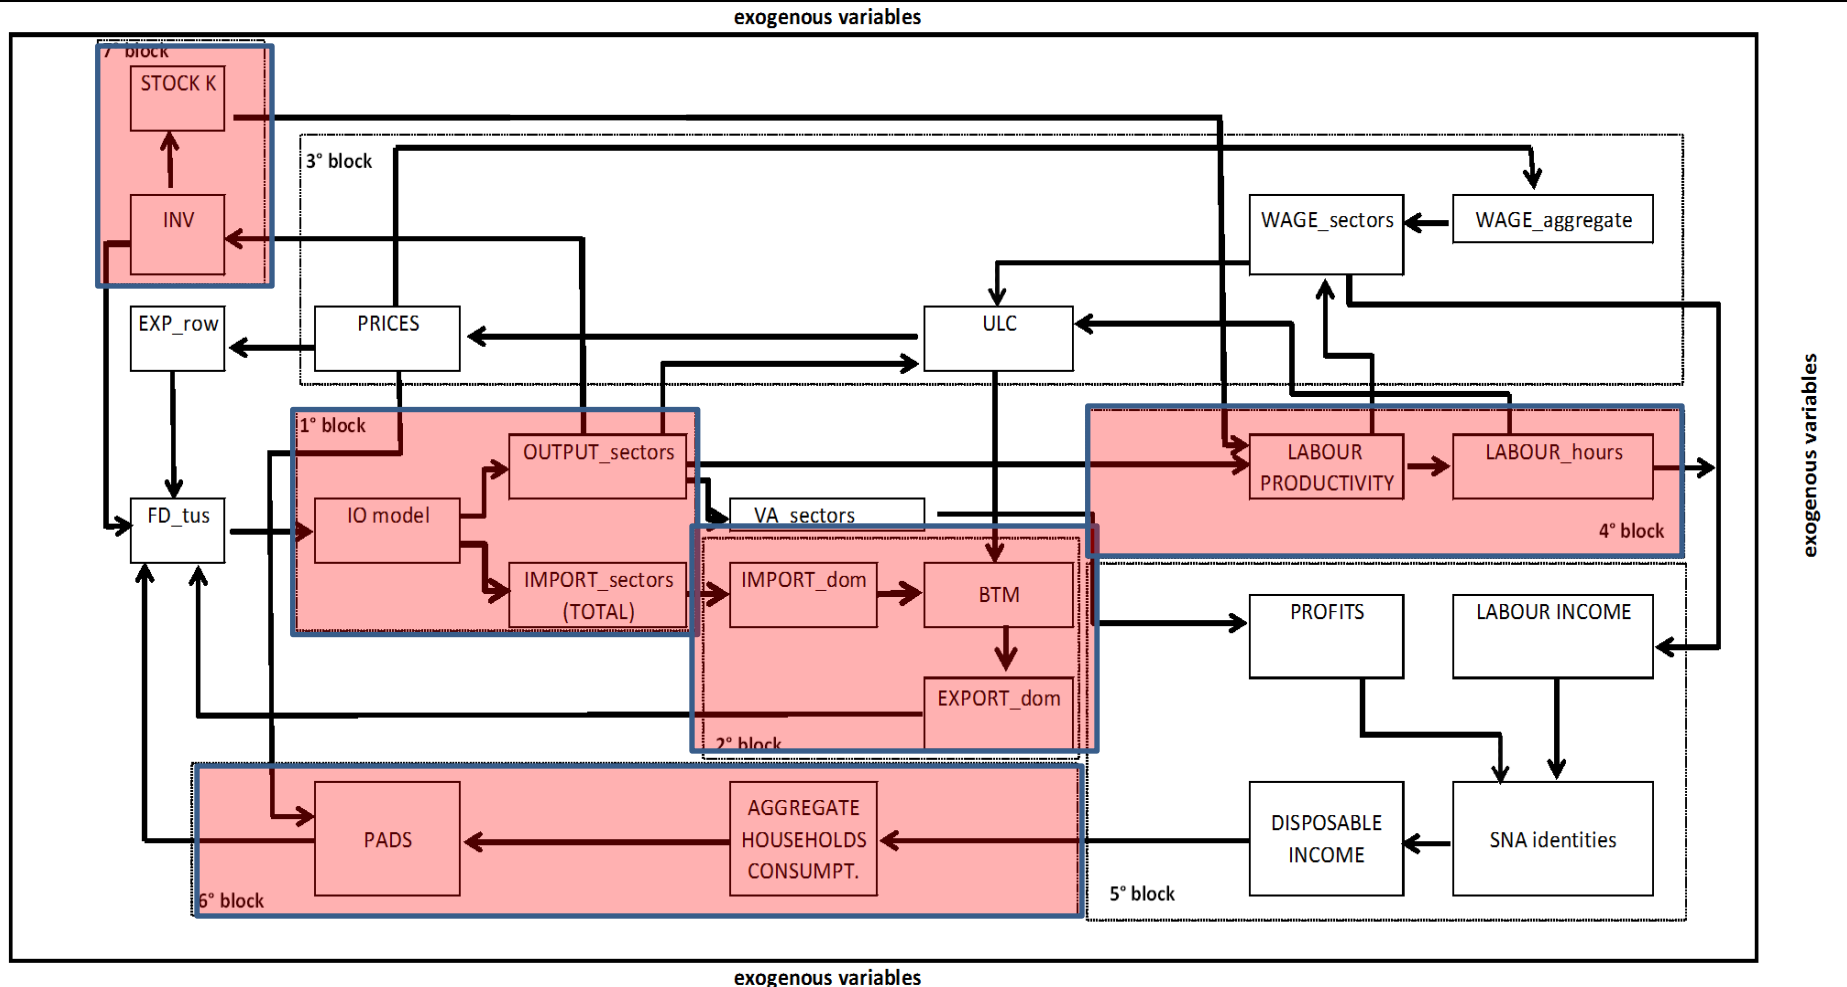 exogenous variables
7° block
STOCK K
3° block
INV
WAGE_sectors
WAGE_aggregate
EXP_row
PRICES
ULC
exogenous variables
1° block
OUTPUT_sectors
LABOUR
PRODUCTIVITY
LABOUR_hours
FD_tus
IO model
VA_sectors
4° block
IMPORT_sectors
(TOTAL)
IMPORT_dom
BTM
PROFITS
LABOUR INCOME
EXPORT_dom
2° block
PADS
AGGREGATE
HOUSEHOLDS
CONSUMPT.
DISPOSABLE
INCOME
SNA identities
6° block
5° block
exogenous variables